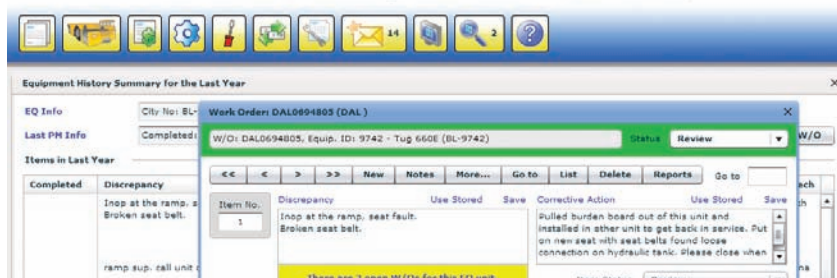 14
2
Equipment History Summary for the Last Year
X
EQ Info
City No: BL-
Work Order: DAL0694805 (DAL )
X
Last PM Info
Completed:
W/O: DAL0694805, Equip. ID: 9742 - Tug 660E (BL-9742)
Status
Review
W/O
Items in Last Year
<< < > >> New Notes More... Go to List Delete Reports Go to
Completed
Discrepancy
Item No.
1
Discrepancy Use Stored Save
Corrective Action Use Stored Save
ach
Inop at the ramp. s
Broken seat belt.
Inop at the ramp. seat fault.
Broken seat belt.
Pulled burden board out of this unit and
installed in other unit to get back in service. Put
on new seat with seat belts found loose
connection on hydraulic tank. Please close when
ramp sup. call unit
There are 2 open W/Os for this EQ unit